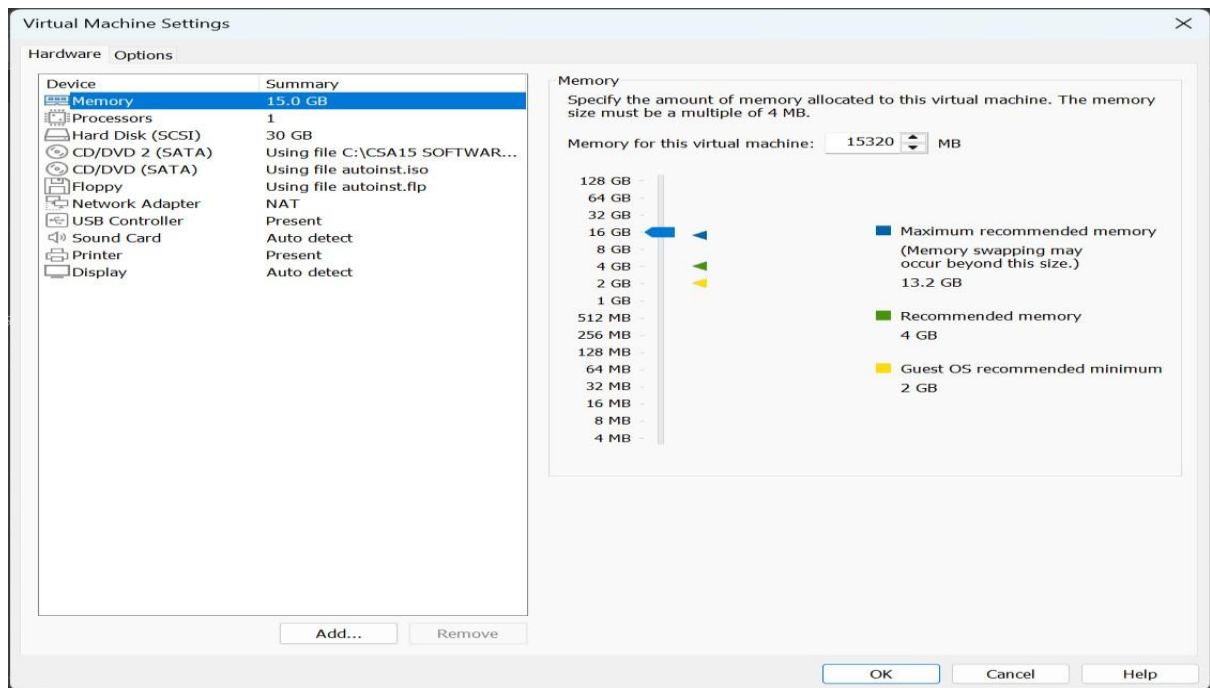 Virtual Machine Settings
Hardware Options
Device Summary
Memory 15.0 GB
Processors 1
Hard Disk (SCSI) 30 GB
CD/DVD 2 (SATA) Using file C:\CSA15 SOFTWAR...
CD/DVD (SATA) Using file autoinst.iso
Floppy Using file autoinst.flp
Network Adapter NAT
USB Controller Present
Sound Card Auto detect
Printer Present
Display Auto detect
Add... Remove
Memory
Specify the amount of memory allocated to this virtual machine. The memory
size must be a multiple of 4 MB.
Memory for this virtual machine: 15320 MB
128 GB
64 GB
32 GB
16 GB
8 GB
4 GB
2 GB
1 GB
512 MB
256 MB
128 MB
64 MB
32 MB
16 MB
8 MB
4 MB
Maximum recommended memory
(Memory swapping may
occur beyond this size.)
13.2 GB
Recommended memory
4 GB
Guest OS recommended minimum
2 GB
OK Cancel Help